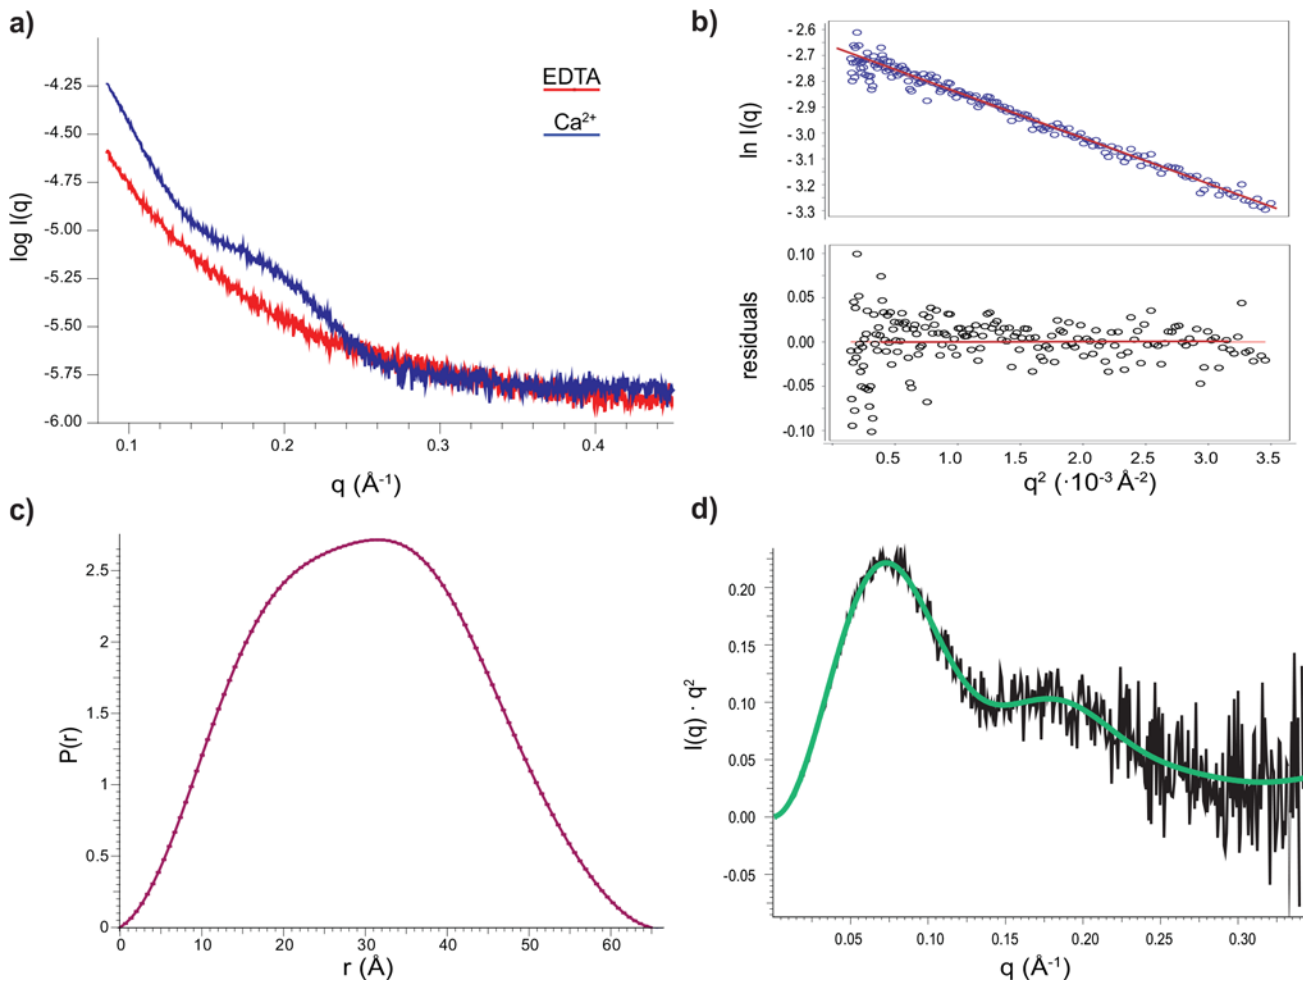 a)
log I(q)
-4.25
-4.50
-4.75
-5.00
-5.25
-5.50
-5.75
-6.00
EDTA
Ca²⁺
0.1 0.2 0.3 0.4
q (Å⁻¹)
b)
ln I(q)
- 2.6
- 2.7
- 2.8
- 2.9
- 3.0
- 3.1
- 3.2
- 3.3
residuals
0.10
0.05
0.00
-0.05
-0.10
0.5 1.0 1.5 2.0 2.5 3.0 3.5
q² (·10⁻³ Å⁻²)
c)
P(r)
2.5
2
1.5
1
0.5
0
0 10 20 30 40 50 60
r (Å)
d)
I(q) · q²
0.20
0.15
0.10
0.05
0.00
-0.05
0.05 0.10 0.15 0.20 0.25 0.30
q (Å⁻¹)